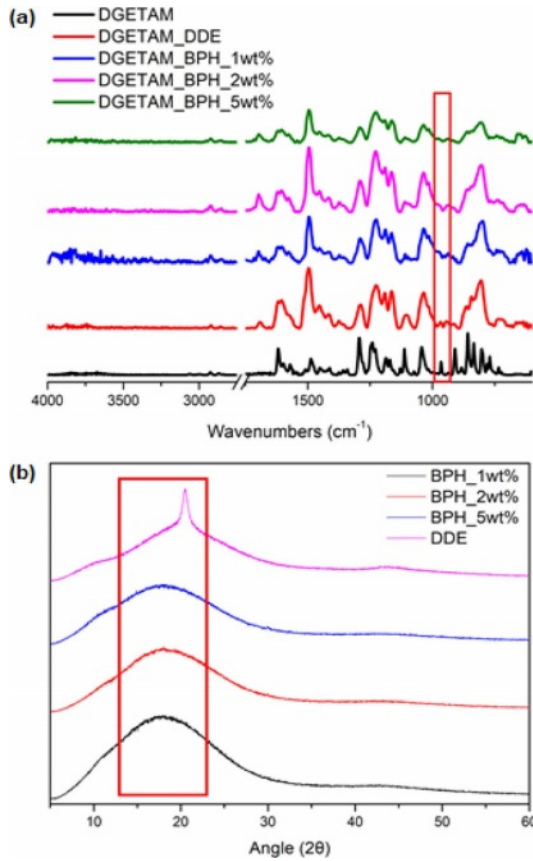 (a)
DGETAM
DGETAM_DDE
DGETAM_BPH_1wt%
DGETAM_BPH_2wt%
DGETAM_BPH_5wt%
4000 3500 3000 1500 1000
Wavenumbers (cm⁻¹)
(b)
BPH_1wt%
BPH_2wt%
BPH_5wt%
DDE
10 20 30 40 50 60
Angle (2θ)